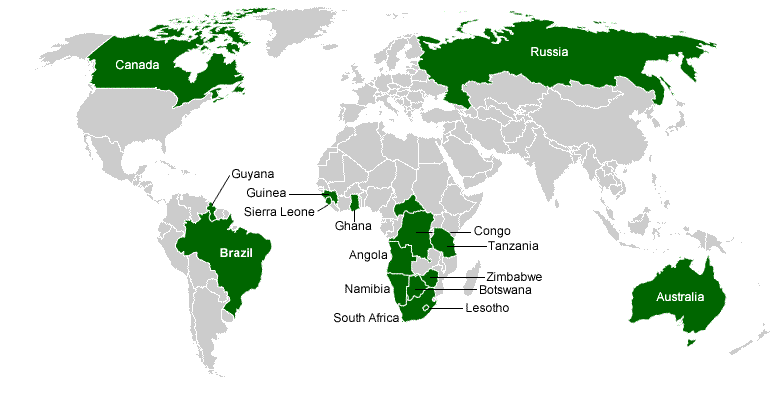 Russia
Canada
Guyana
Guinea
Sierra Leone
Ghana
Congo
Tanzania
Brazil
Angola
Zimbabwe
Namibia
Botswana
Australia
Lesotho
South Africa